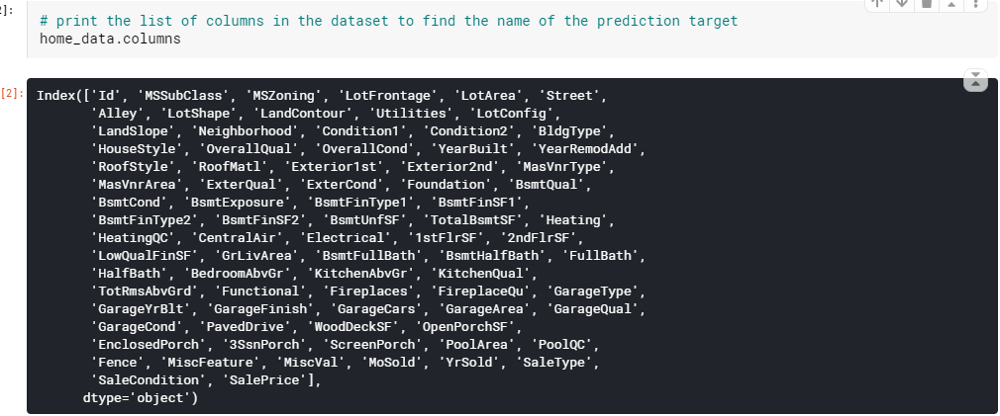 2]:
# print the list of columns in the dataset to find the name of the prediction target
home_data.columns
[2]:
Index(['Id', 'MSSubClass', 'MSZoning', 'LotFrontage', 'LotArea', 'Street',
'Alley', 'LotShape', 'LandContour', 'Utilities', 'LotConfig',
'LandSlope', 'Neighborhood', 'Condition1', 'Condition2', 'BldgType',
'HouseStyle', 'OverallQual', 'OverallCond', 'YearBuilt', 'YearRemodAdd',
'RoofStyle', 'RoofMatl', 'Exterior1st', 'Exterior2nd', 'MasVnrType',
'MasVnrArea', 'ExterQual', 'ExterCond', 'Foundation', 'BsmtQual',
'BsmtCond', 'BsmtExposure', 'BsmtFinType1', 'BsmtFinSF1',
'BsmtFinType2', 'BsmtFinSF2', 'BsmtUnfSF', 'TotalBsmtSF', 'Heating',
'HeatingQC', 'CentralAir', 'Electrical', '1stFlrSF', '2ndFlrSF',
'LowQualFinSF', 'GrLivArea', 'BsmtFullBath', 'BsmtHalfBath', 'FullBath',
'HalfBath', 'BedroomAbvGr', 'KitchenAbvGr', 'KitchenQual',
'TotRmsAbvGrd', 'Functional', 'Fireplaces', 'FireplaceQu', 'GarageType',
'GarageYrBlt', 'GarageFinish', 'GarageCars', 'GarageArea', 'GarageQual',
'GarageCond', 'PavedDrive', 'WoodDeckSF', 'OpenPorchSF',
'EnclosedPorch', '3SsnPorch', 'ScreenPorch', 'PoolArea', 'PoolQC',
'Fence', 'MiscFeature', 'MiscVal', 'MoSold', 'YrSold', 'SaleType',
'SaleCondition', 'SalePrice'],
dtype='object')